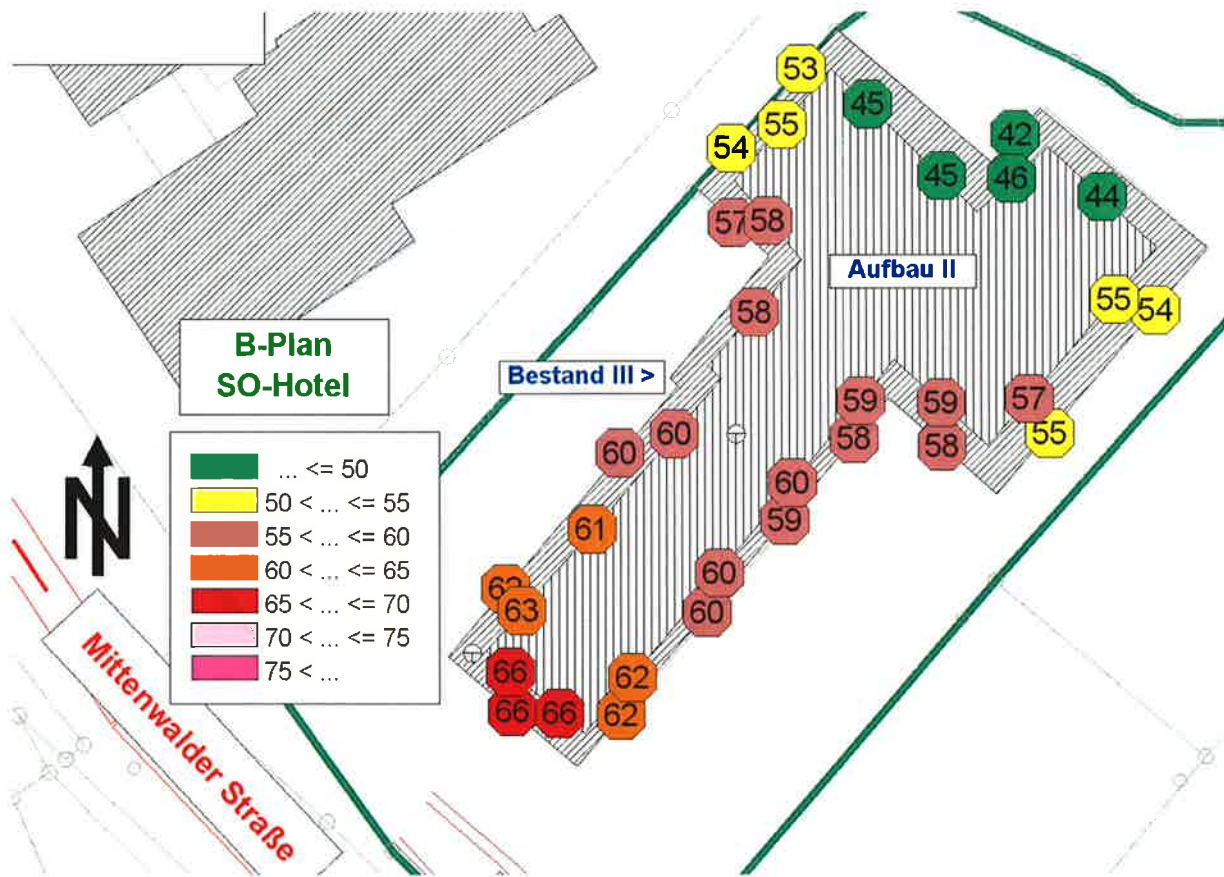 53
45
55
42
54
45
46
44
57 58
Aufbau II
58
55
54
B-Plan
SO-Hotel
Bestand III >
59
59
57
60
60
58
58
55
... <= 50
50 < ... <= 55
55 < ... <= 60
60 < ... <= 65
65 < ... <= 70
70 < ... <= 75
75 < ...
N
60
61
59
60
63
60
66
62
66
66
62
Mittenwalder Straße